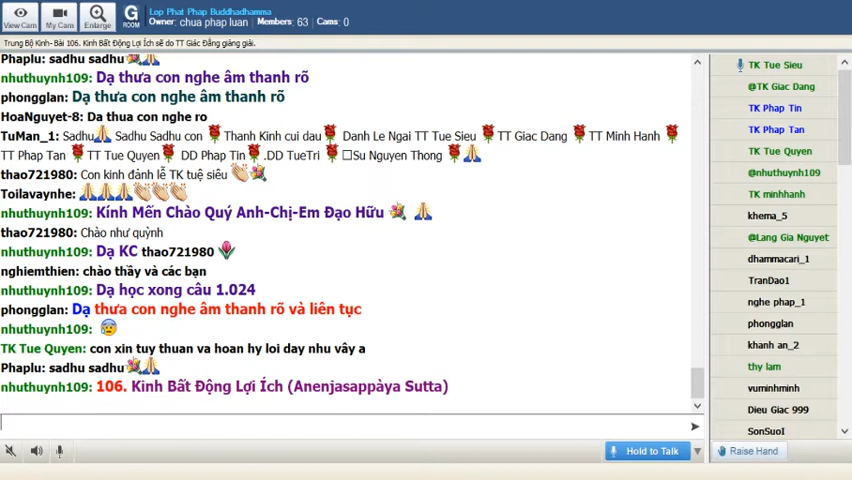 View Cam
My Cam
Enlarge
G
ROOM
Lop Phat Phap Buddhadhamma
Owner: chua phap luan Members: 63 Cams: 0
Trung Bộ Kinh- Bài 106. Kinh Bất Động Lợi Ích sẽ do TT Giác Đẳng giảng giải.
Phaplu: sadhu sadhu
nhuthuynh109: Dạ thưa con nghe âm thanh rõ
phongglan: Dạ thưa con nghe âm thanh rõ
HoaNguyet-8: Da thua con nghe ro
TuMan_1: Sadhu Sadhu Sadhu con Thanh Kinh cui dau Danh Le Ngai TT Tue Sieu TT Giac Dang TT Minh Hanh
TT Phap Tan TT Tue Quyen DD Phap Tin .DD TueTri Su Nguyen Thong
thao721980: Con kinh đánh lễ TK tuệ siêu
Toilavaynhe:
nhuthuynh109: Kính Mến Chào Quý Anh-Chị-Em Đạo Hữu
thao721980: Chào như quỳnh
nhuthuynh109: Dạ KC thao721980
nghiemthien: chào thầy và các bạn
nhuthuynh109: Dạ học xong câu 1.024
phongglan: Dạ thưa con nghe âm thanh rõ và liên tục
nhuthuynh109:
TK Tue Quyen: con xin tuy thuan va hoan hy loi day nhu vây a
Phaplu: sadhu sadhu
nhuthuynh109: 106. Kinh Bất Động Lợi Ích (Anenjasappàya Sutta)
Hold to Talk
TK Tue Sieu
@TK Giac Dang
TK Phap Tin
TK Phap Tan
TK Tue Quyen
@nhuthuynh109
TK minhhanh
khema_5
@Lang Gia Nguyet
dhammacari_1
TranDao1
nghe phap_1
phongglan
khanh an_2
thy lam
vuminhminh
Dieu Giac 999
SonSuoI
Raise Hand